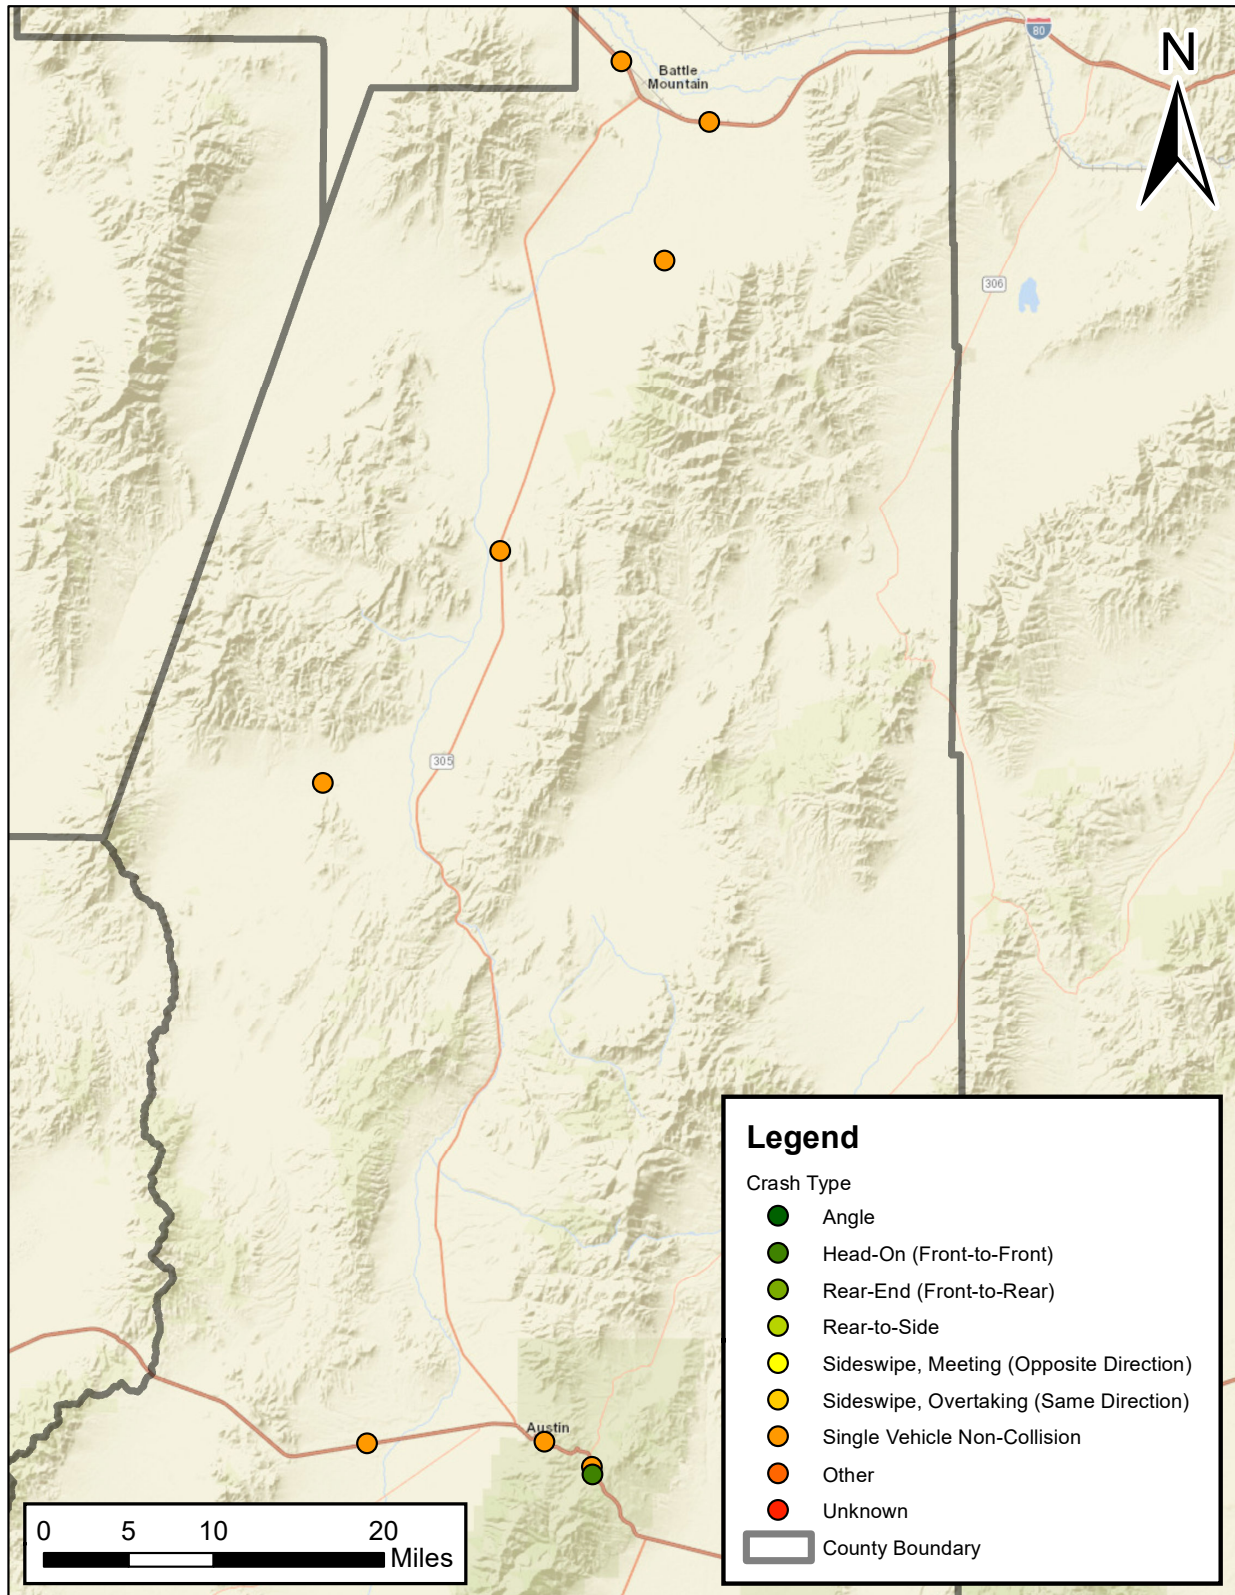 80
N
Battle
Mountain
306
305
Austin
Legend
Crash Type
Angle
Head-On (Front-to-Front)
Rear-End (Front-to-Rear)
Rear-to-Side
Sideswipe, Meeting (Opposite Direction)
Sideswipe, Overtaking (Same Direction)
Single Vehicle Non-Collision
Other
Unknown
County Boundary
0 5 10 20
Miles